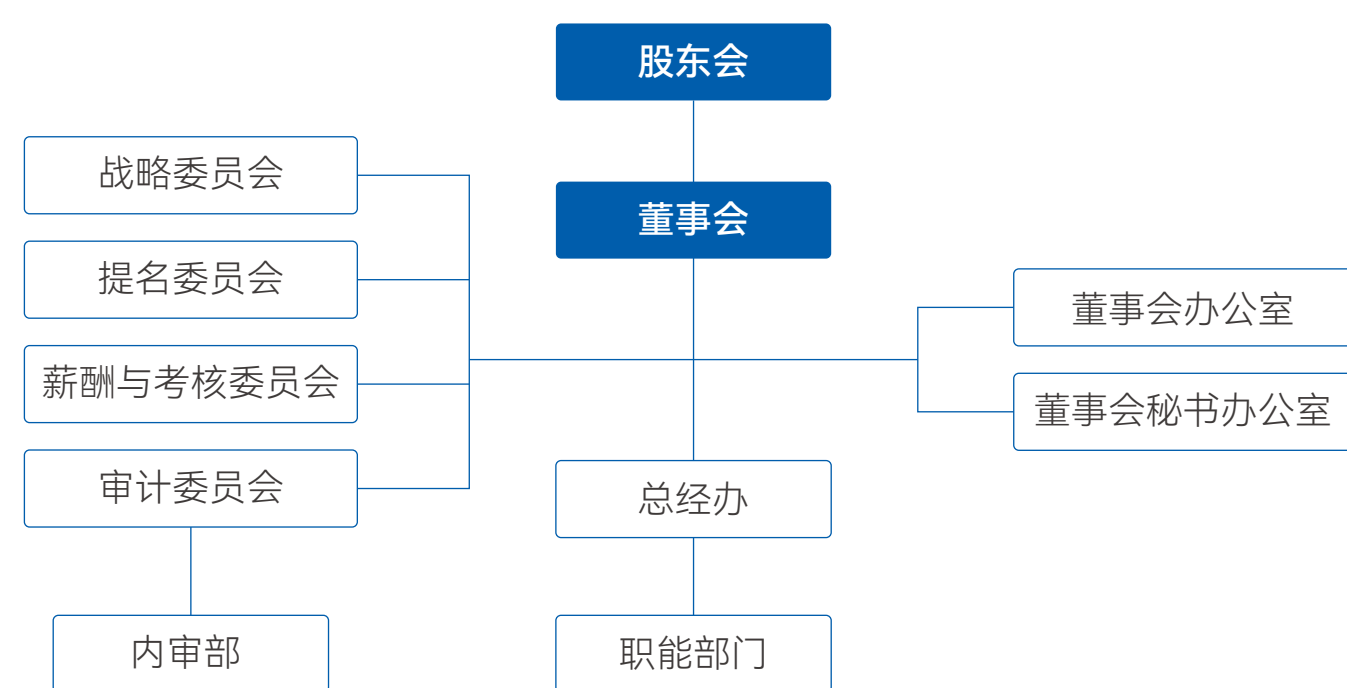 股东会
董事会
战略委员会
提名委员会
薪酬与考核委员会
审计委员会
内审部
董事会办公室
董事会秘书办公室
总经办
职能部门